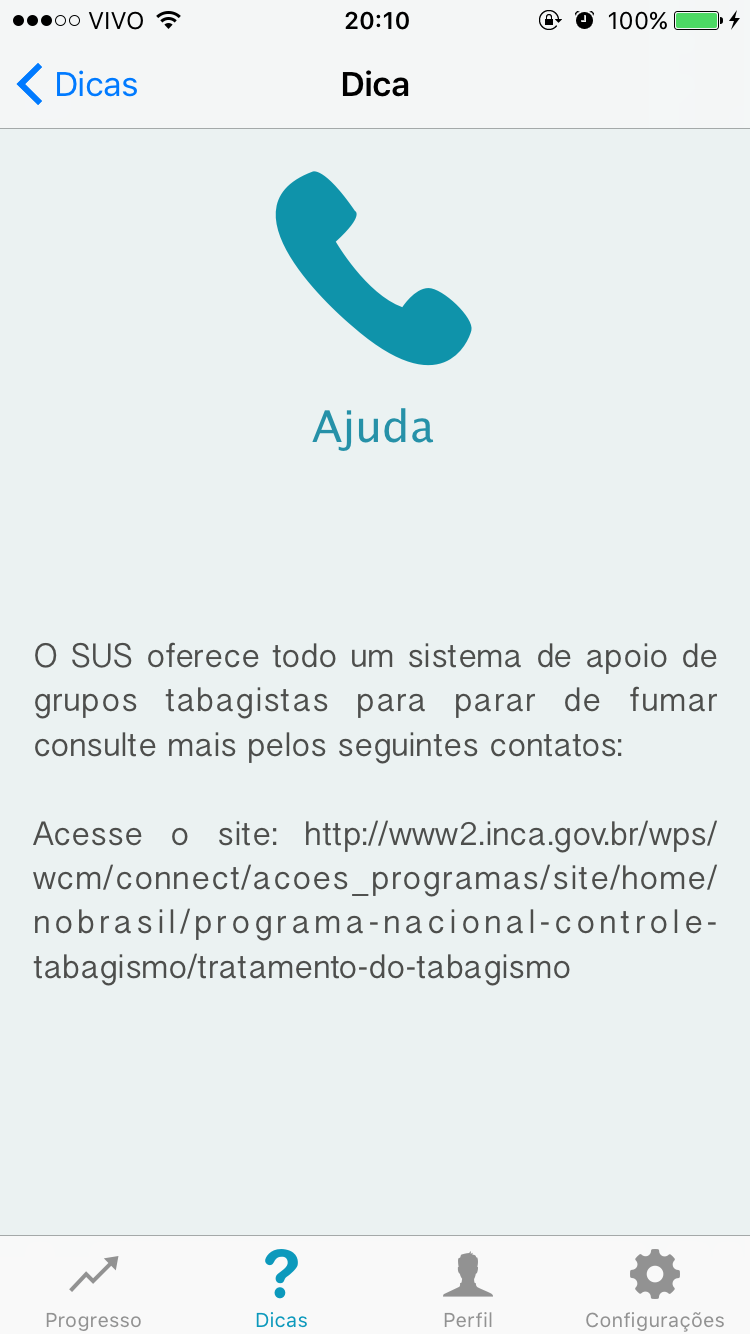 VIVO 20:10 100%
Dicas Dica
Ajuda
O SUS oferece todo um sistema de apoio de
grupos tabagistas para parar de fumar
consulte mais pelos seguintes contatos:
Acesse o site: http://www2.inca.gov.br/wps/
wcm/connect/acoes_programas/site/home/
nobrasil/programa-nacional-controle-
tabagismo/tratamento-do-tabagismo
Progresso Dicas Perfil Configurações